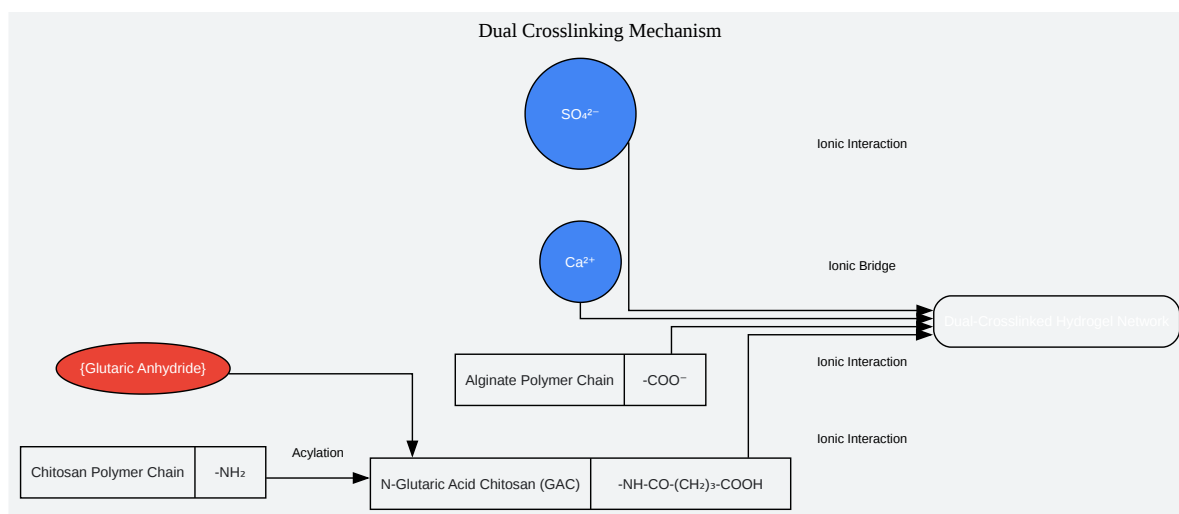 Dual Crosslinking Mechanism
SO₄²⁻
Ionic Interaction
Ca²⁺
Ionic Bridge
Dual-Crosslinked Hydrogel Network
{Glutaric Anhydride}
Alginate Polymer Chain
-COO⁻
Ionic Interaction
Ionic Interaction
Acylation
Chitosan Polymer Chain
-NH₂
N-Glutaric Acid Chitosan (GAC)
-NH-CO-(CH₂)₃-COOH